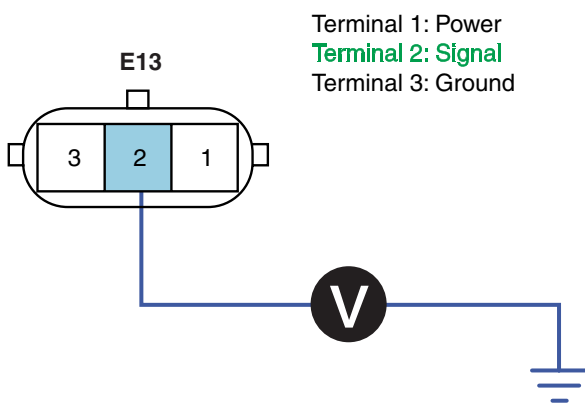 Terminal 1: Power
Terminal 2: Signal
Terminal 3: Ground
E13
3 2 1
V